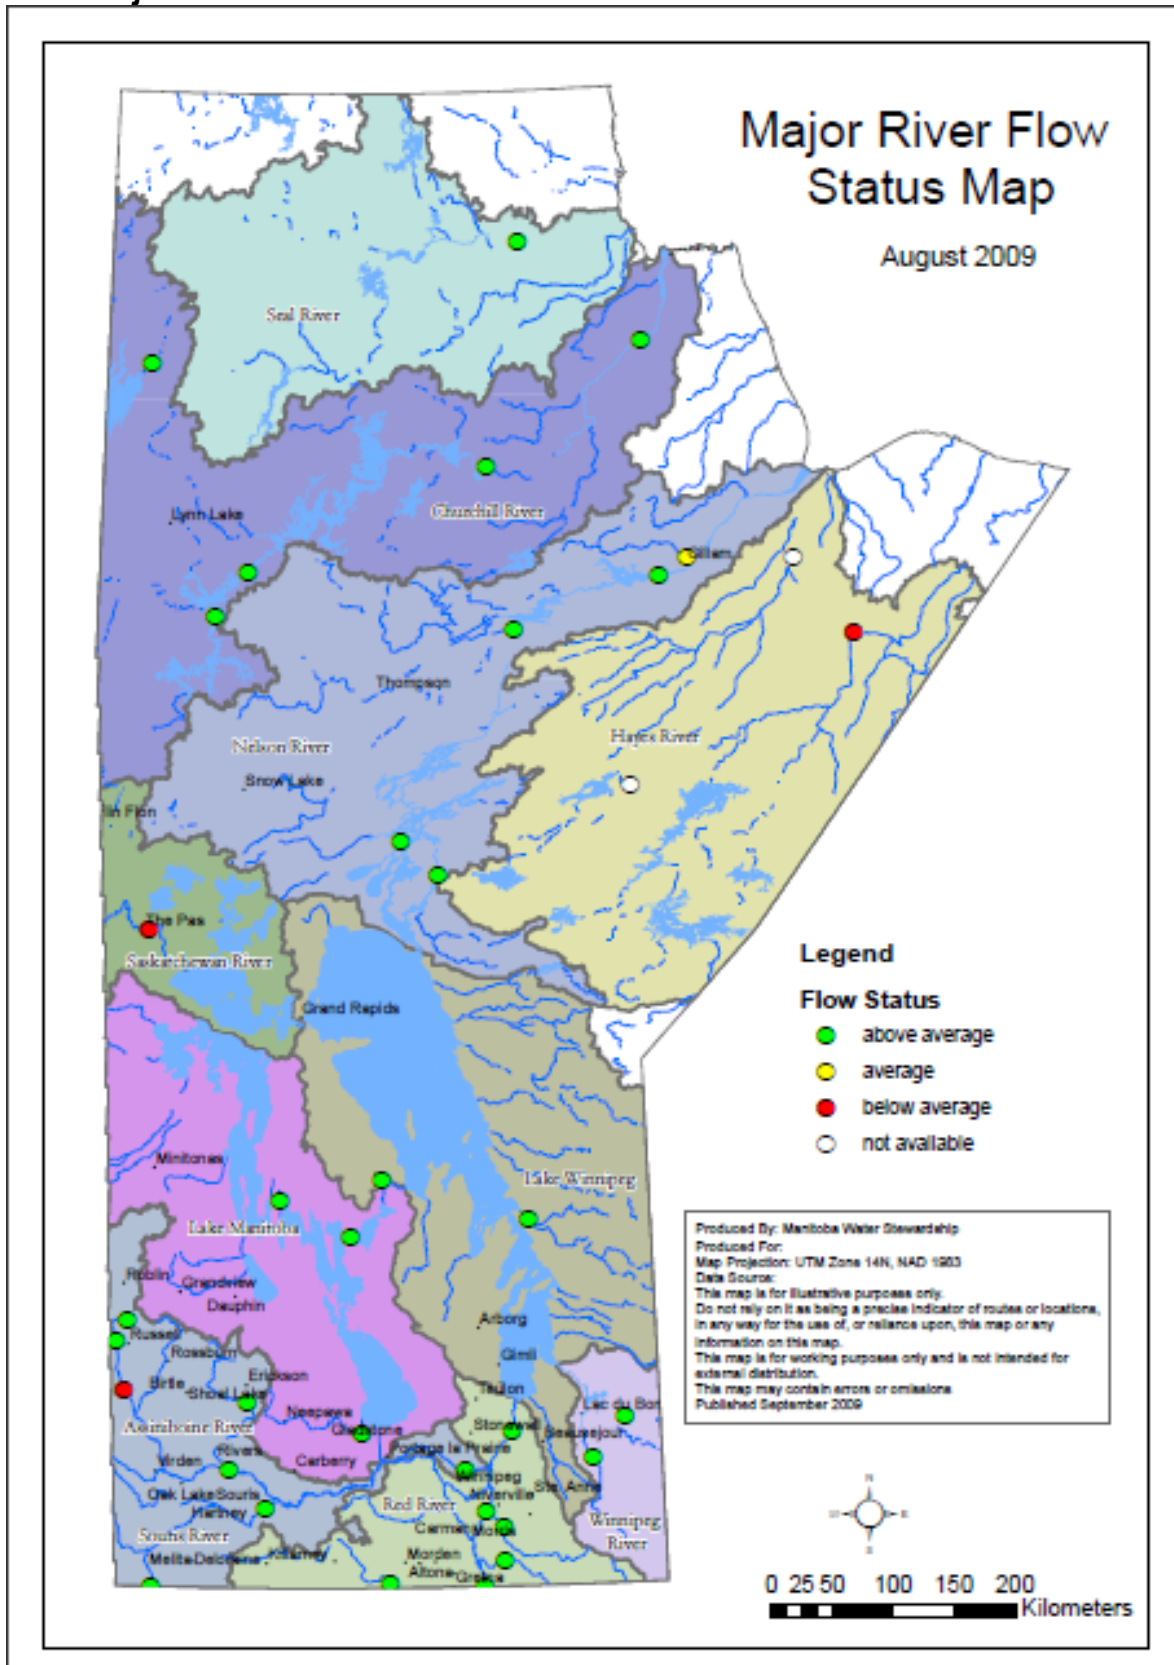 Major River Flow
Status Map
August 2009
Seal River
Lynn Lake
Churchill River
Gillam
Thompson
Nelson River
Hayes River
Snow Lake
lin Flon
The Pas
Saskatchewan River
Grand Rapids
Legend
Flow Status
above average
average
below average
not available
Minitonas
Lake Winnipeg
Lake Manitoba
Roblin
Grandview
Dauphin
Russell
Rossburn
Arborg
Gimli
Birtle
Shoal Lake
Erickson
Teulon
Lac du Bon
Neepawa
Assiniboine River
Gladstone
Stonewall
Beausejour
Virden
Rivers
Carberry
Portage la Prairie
Winnipeg
Oak Lake
Souris
Hartney
Red River
Niverville
Ste. Anne
Souris River
Carman
Morris
Winnipeg
River
Melita
Deloraine
Killarney
Morden
Altona
Gretna
Produced By: Manitoba Water Stewardship
Produced For:
Map Projection: UTM Zone 14N, NAD 1983
Data Source:
This map is for illustrative purposes only.
Do not rely on it as being a precise indicator of routes or locations,
in any way for the use of, or reliance upon, this map or any
information on this map.
This map is for working purposes only and is not intended for
external distribution.
This map may contain errors or omissions
Published September 2009
N
W
E
S
0 25 50 100 150 200
Kilometers